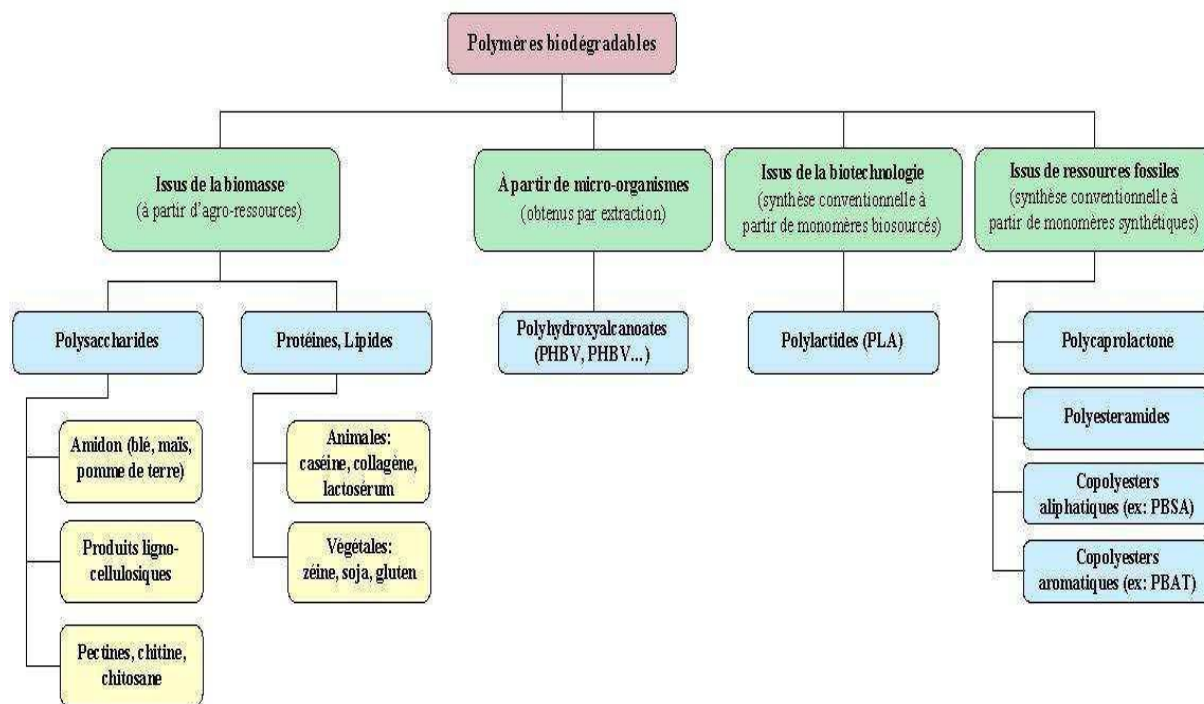 Polymères biodégradables
Issus de la biomasse
(à partir d'agro-ressources)
À partir de micro-organismes
(obtenus par extraction)
Issus de la biotechnologie
(synthèse conventionnelle à
partir de monomères biosourcés)
Issus de ressources fossiles
(synthèse conventionnelle à
partir de monomères synthétiques)
Polysaccharides
Protéines, Lipides
Polyhydroxyalcanoates
(PHBV, PHBV...)
Polylactides (PLA)
Polycaprolactone
Polyesteramides
Copolyesters
aliphatiques (ex: PBSA)
Copolyesters
aromatiques (ex: PBAT)
Amidon (blé, maïs,
pomme de terre)
Produits ligno-
cellulosiques
Pectines, chitine,
chitosane
Animales:
caséine, collagène,
lactosérum
Végétales:
zéine, soja, gluten